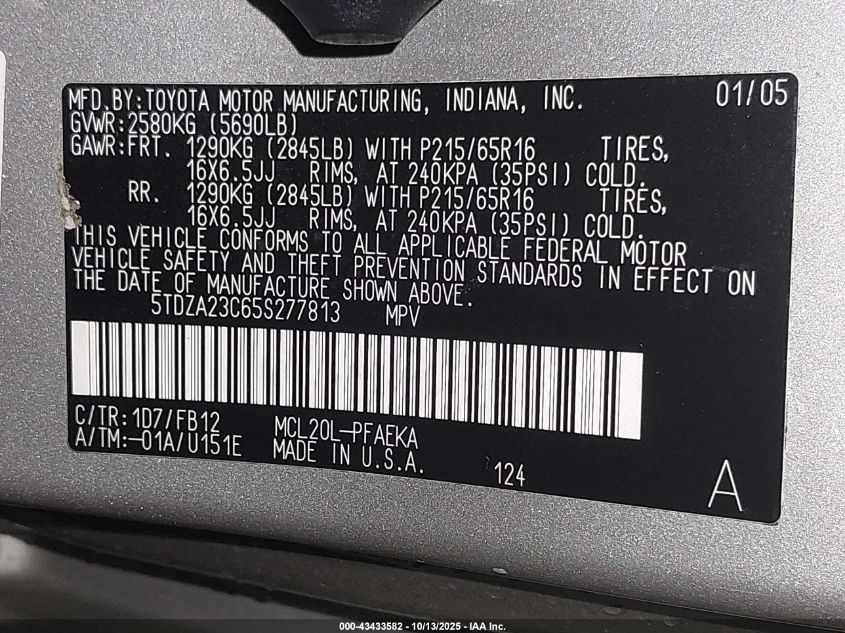 MFD.BY:TOYOTA MOTOR MANUFACTURING, INDIANA, INC. 01/05
GVWR:2580KG (5690LB)
GAWR:FRT. 1290KG (2845LB) WITH P215/65R16 TIRES,
16X6.5JJ RIMS, AT 240KPA (35PSI) COLD.
RR. 1290KG (2845LB) WITH P215/65R16 TIRES,
16X6.5JJ RIMS, AT 240KPA (35PSI) COLD.
THIS VEHICLE CONFORMS TO ALL APPLICABLE FEDERAL MOTOR
VEHICLE SAFETY AND THEFT PREVENTION STANDARDS IN EFFECT ON
THE DATE OF MANUFACTURE SHOWN ABOVE.
5TDZA23C65S277813 MPV
C/TR:1D7/FB12 MCL20L-PFAEKA
A/TM:-01A/U151E MADE IN U.S.A. 124 A
000-43433582 - 10/13/2025 - IAA Inc.